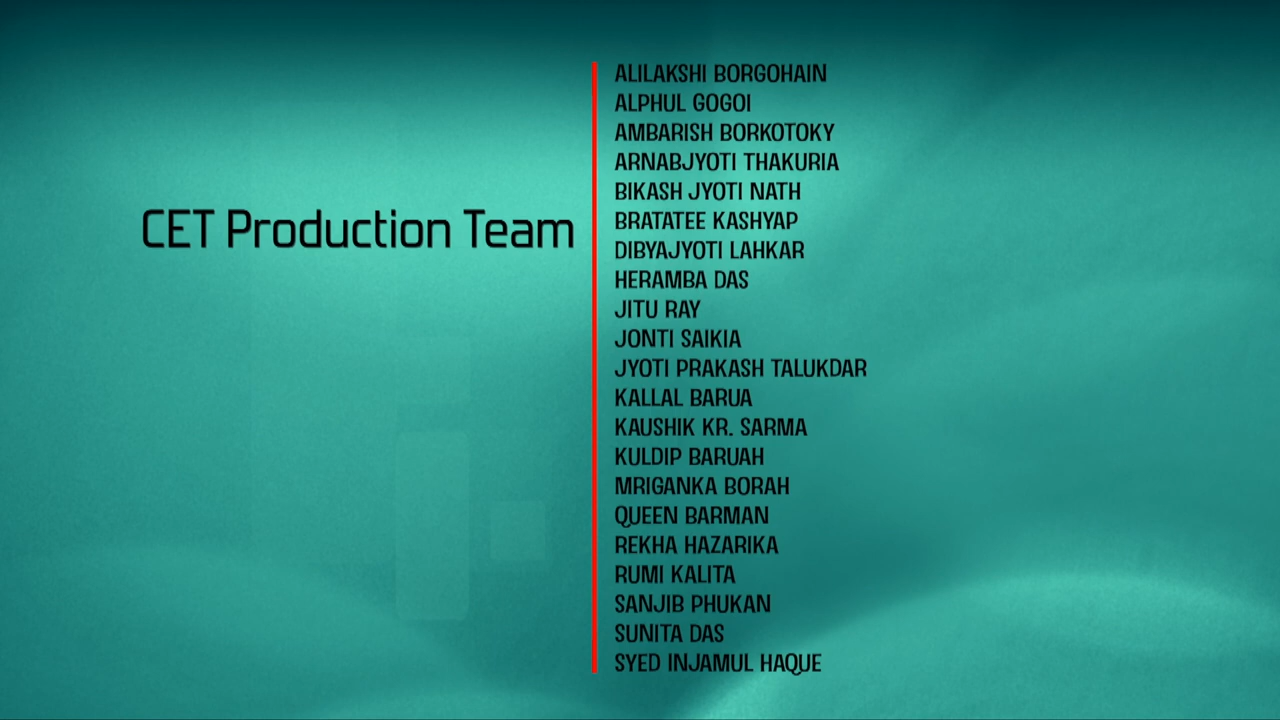 CET Production Team
ALILAKSHI BORGOHAIN
ALPHUL GOGOI
AMBARISH BORKOTOKY
ARNABJYOTI THAKURIA
BIKASH JYOTI NATH
BRATATEE KASHYAP
DIBYAJYOTI LAHKAR
HERAMBA DAS
JITU RAY
JONTI SAIKIA
JYOTI PRAKASH TALUKDAR
KALLAL BARUA
KAUSHIK KR. SARMA
KULDIP BARUAH
MRIGANKA BORAH
QUEEN BARMAN
REKHA HAZARIKA
RUMI KALITA
SANJIB PHUKAN
SUNITA DAS
SYED INJAMUL HAQUE